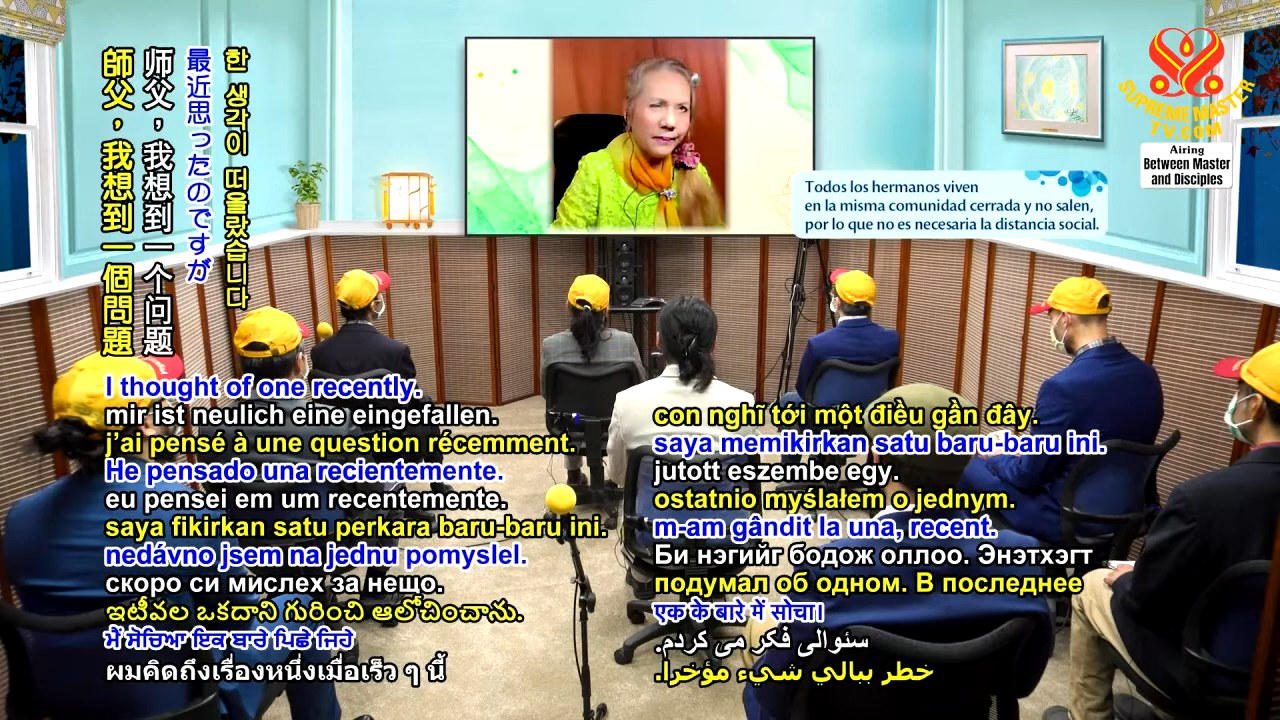 한 생각이 떠올랐습니다
最近思ったのですが
师父，我想到一个问题
師父，我想到一個問題
SUPREME MASTER
TV.COM
Airing
Between Master
and Disciples
Todos los hermanos viven
en la misma comunidad cerrada y no salen,
por lo que no es necesaria la distancia social.
I thought of one recently.
mir ist neulich eine eingefallen.
j'ai pensé à une question récemment.
He pensado una recientemente.
eu pensei em um recentemente.
saya fikirkan satu perkara baru-baru ini.
nedávno jsem na jednu pomyslel.
скоро си мислех за нещо.
ఇటీవల ఒకదాని గురించి ఆలోచించాను.
ਮੈਂ ਸੋਚਿਆ ਇਕ ਬਾਰੇ ਪਿਛੇ ਜਿਹੇ
ผมคิดถึงเรื่องหนึ่งเมื่อเร็ว ๆ นี้
con nghĩ tới một điều gần đây.
saya memikirkan satu baru-baru ini.
jutott eszembe egy.
ostatnio myślałem o jednym.
m-am gândit la una, recent.
Би нэгийг бодож оллоо. Энэтхэгт
подумал об одном. В последнее
एक के बारे में सोचा।
سئوالی فکر می کردم.
خطر ببالي شيء مؤخرا.